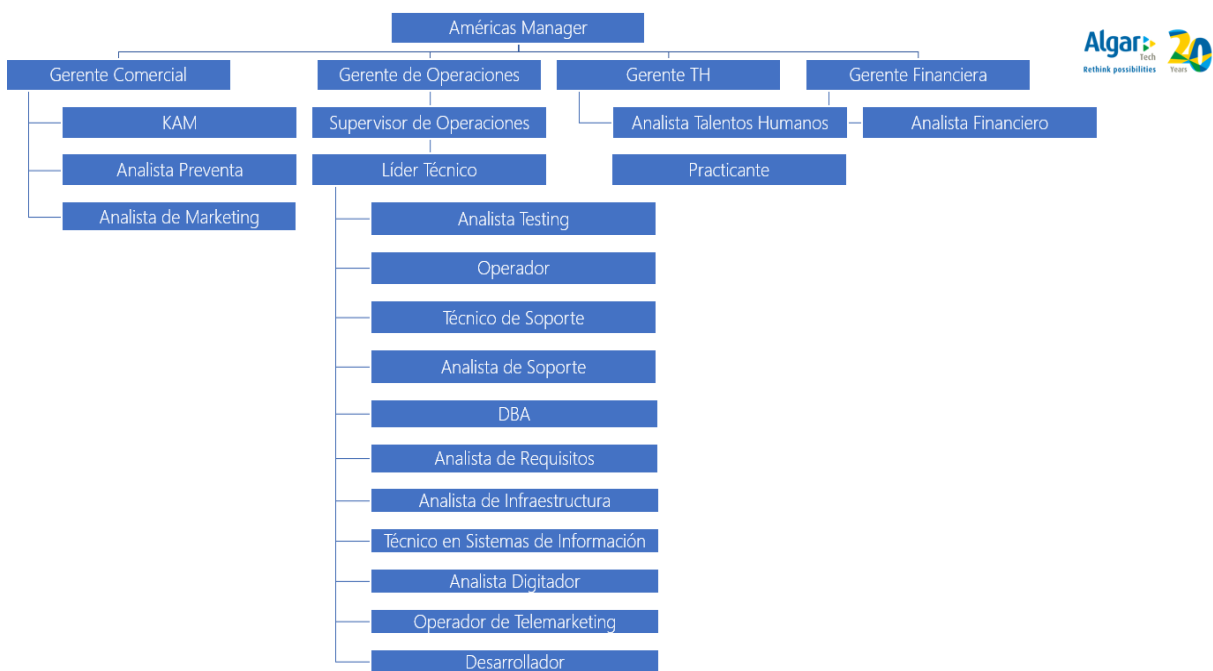 Américas Manager
Algar
Tech
Rethink possibilities
20
Years
Gerente Comercial
Gerente de Operaciones
Gerente TH
Gerente Financiera
KAM
Supervisor de Operaciones
Analista Talentos Humanos
Analista Financiero
Analista Preventa
Líder Técnico
Practicante
Analista de Marketing
Analista Testing
Operador
Técnico de Soporte
Analista de Soporte
DBA
Analista de Requisitos
Analista de Infraestructura
Técnico en Sistemas de Información
Analista Digitador
Operador de Telemarketing
Desarrollador